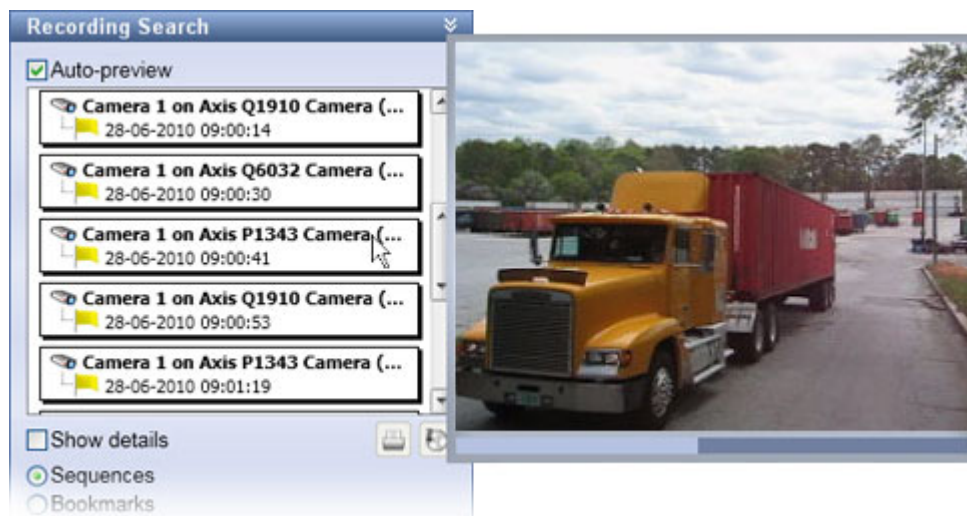 Recording Search
Auto-preview
Camera 1 on Axis Q1910 Camera (...
28-06-2010 09:00:14
Camera 1 on Axis Q6032 Camera (...
28-06-2010 09:00:30
Camera 1 on Axis P1343 Camera (...
28-06-2010 09:00:41
Camera 1 on Axis Q1910 Camera (...
28-06-2010 09:00:53
Camera 1 on Axis P1343 Camera (...
28-06-2010 09:01:19
Show details
Sequences
Bookmarks